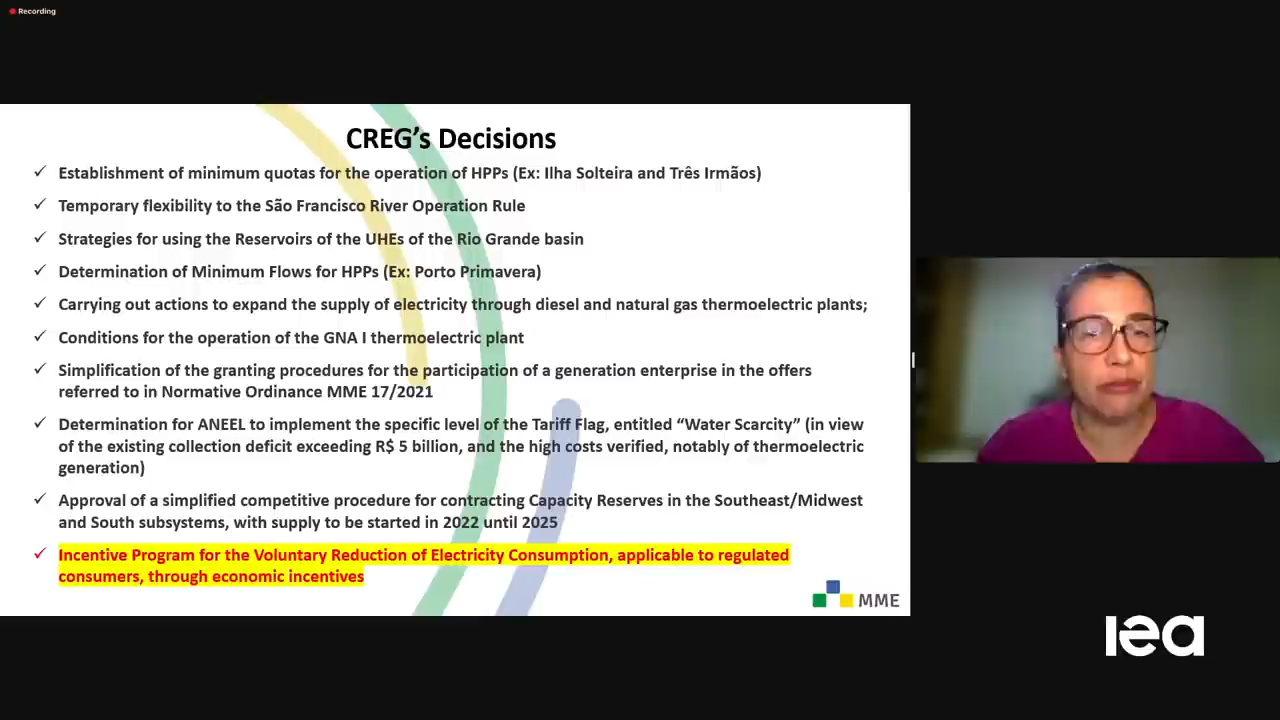 Recording
CREG's Decisions
✓ Establishment of minimum quotas for the operation of HPPs (Ex: Ilha Solteira and Três Irmãos)
✓ Temporary flexibility to the São Francisco River Operation Rule
✓ Strategies for using the Reservoirs of the UHEs of the Rio Grande basin
✓ Determination of Minimum Flows for HPPs (Ex: Porto Primavera)
✓ Carrying out actions to expand the supply of electricity through diesel and natural gas thermoelectric plants;
✓ Conditions for the operation of the GNA I thermoelectric plant
✓ Simplification of the granting procedures for the participation of a generation enterprise in the offers
referred to in Normative Ordinance MME 17/2021
✓ Determination for ANEEL to implement the specific level of the Tariff Flag, entitled “Water Scarcity” (in view
of the existing collection deficit exceeding R$ 5 billion, and the high costs verified, notably of thermoelectric
generation)
✓ Approval of a simplified competitive procedure for contracting Capacity Reserves in the Southeast/Midwest
and South subsystems, with supply to be started in 2022 until 2025
✓ Incentive Program for the Voluntary Reduction of Electricity Consumption, applicable to regulated
consumers, through economic incentives
MME
iea